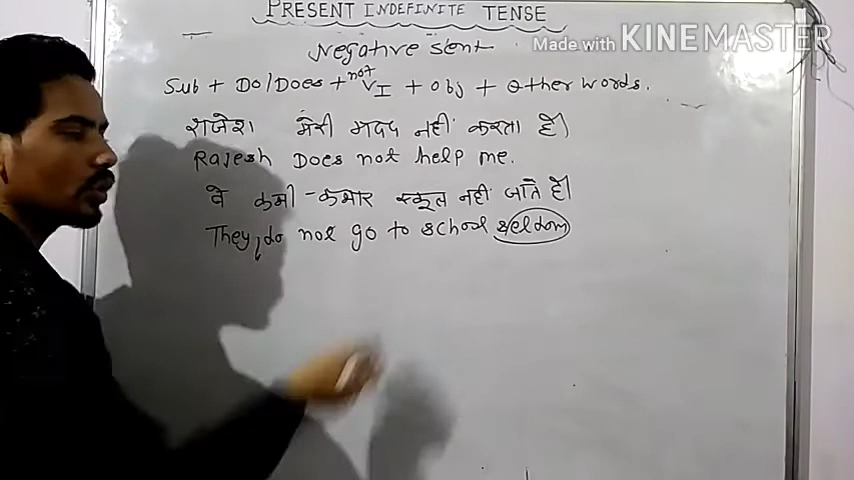 PRESENT INDEFINITE TENSE
Negative Sent
Made with KINEMASTER
Sub + Do/Does + not VI + obj + other words.
राजेश मेरी मदद नहीं करता है।
Rajesh Does not help me.
वे कभी-कभार स्कूल नहीं जाते हैं।
They do not go to school seldom